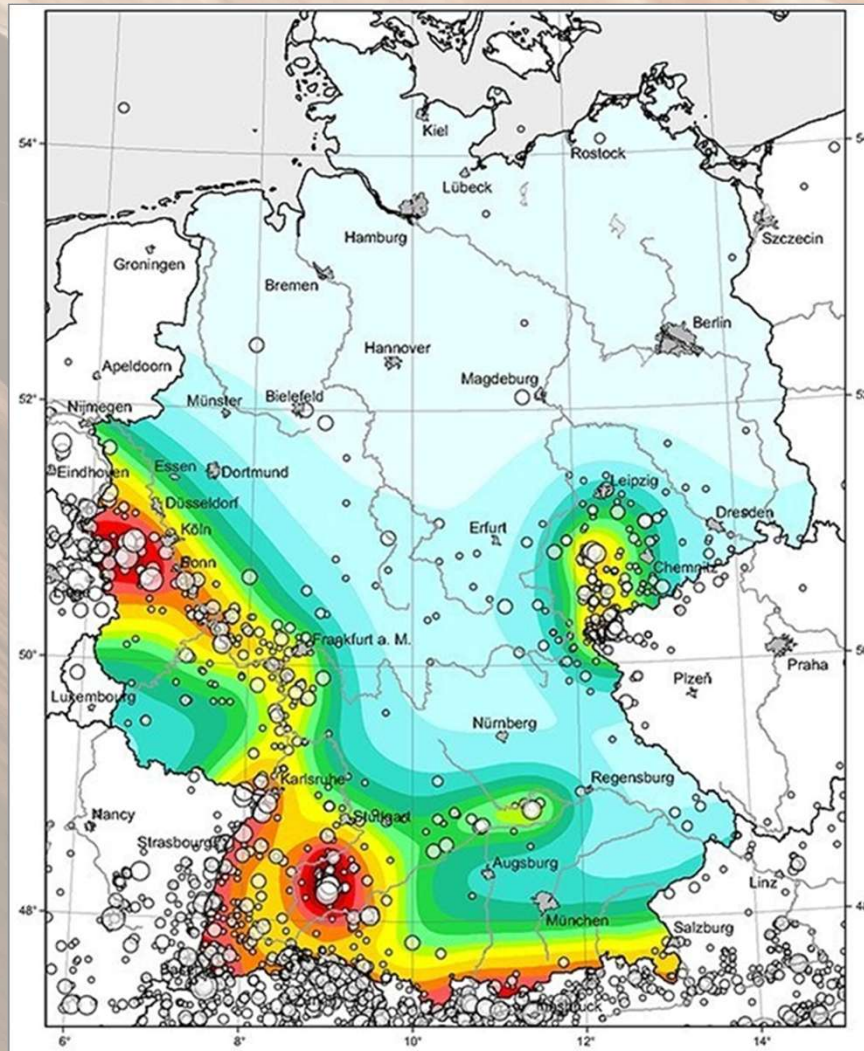 Kiel
54°
Rostock
Lübeck
Hamburg
Szczecin
Groningen
Bremen
Berlin
Hannover
Apeldoorn
Magdeburg
52°
Münster
Bielefeld
Nijmegen
Essen
Dortmund
Eindhoven
Leipzig
Düsseldorf
Dresden
Köln
Erfurt
Bonn
Chemnitz
Frankfurt a. M.
50°
Praha
Plzeň
Luxembourg
Nürnberg
Regensburg
Karlsruhe
Nancy
Stuttgart
Strasbourg
Augsburg
Linz
48°
München
Salzburg
6°
8°
10°
12°
14°